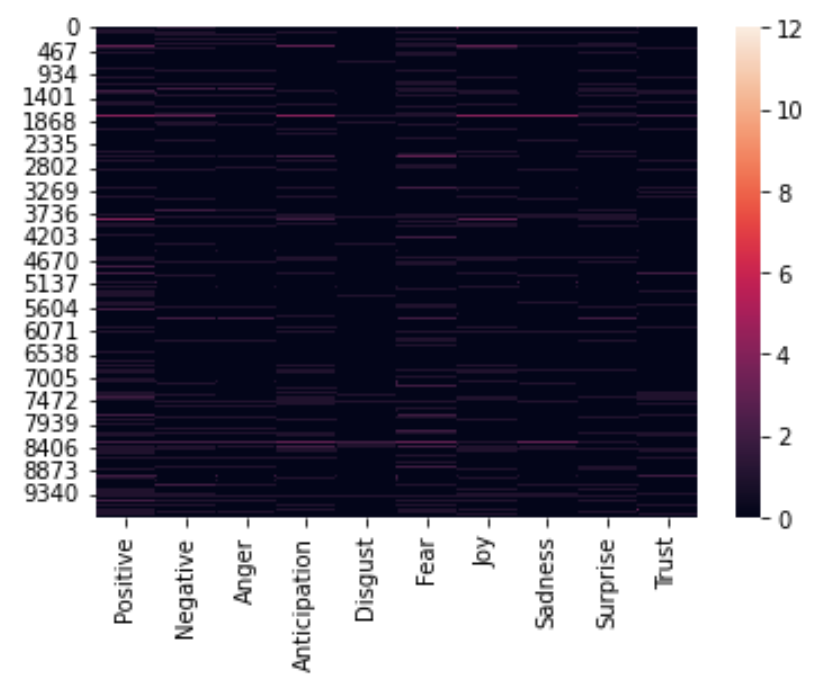 0
467
934
1401
1868
2335
2802
3269
3736
4203
4670
5137
5604
6071
6538
7005
7472
7939
8406
8873
9340
12
10
8
6
4
2
0
Positive
Negative
Anger
Anticipation
Disgust
Fear
Joy
Sadness
Surprise
Trust